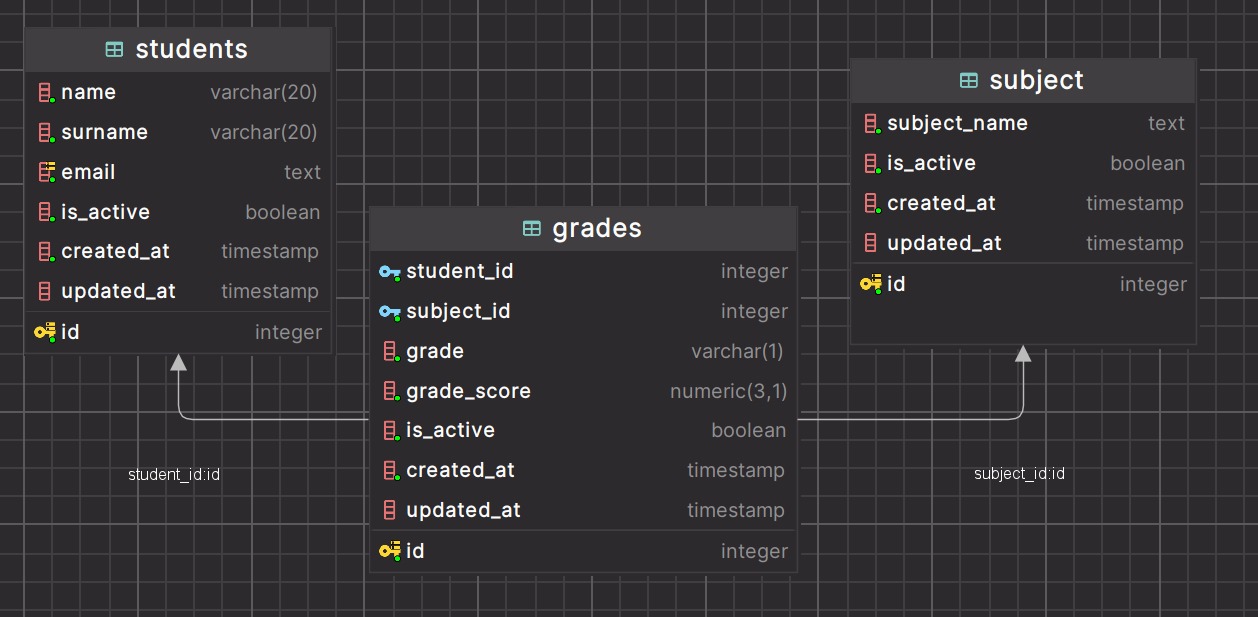 students
name varchar(20)
surname varchar(20)
email text
is_active boolean
created_at timestamp
updated_at timestamp
id integer
student_id:id
grades
student_id integer
subject_id integer
grade varchar(1)
grade_score numeric(3,1)
is_active boolean
created_at timestamp
updated_at timestamp
id integer
subject
subject_name text
is_active boolean
created_at timestamp
updated_at timestamp
id integer
subject_id:id